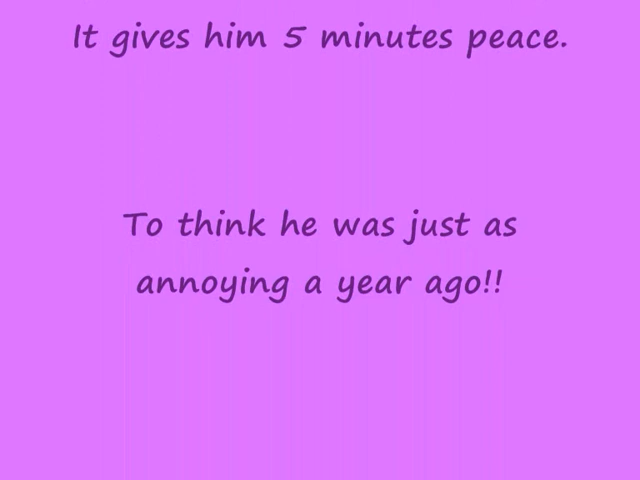 It gives him 5 minutes peace.
To think he was just as
annoying a year ago!!